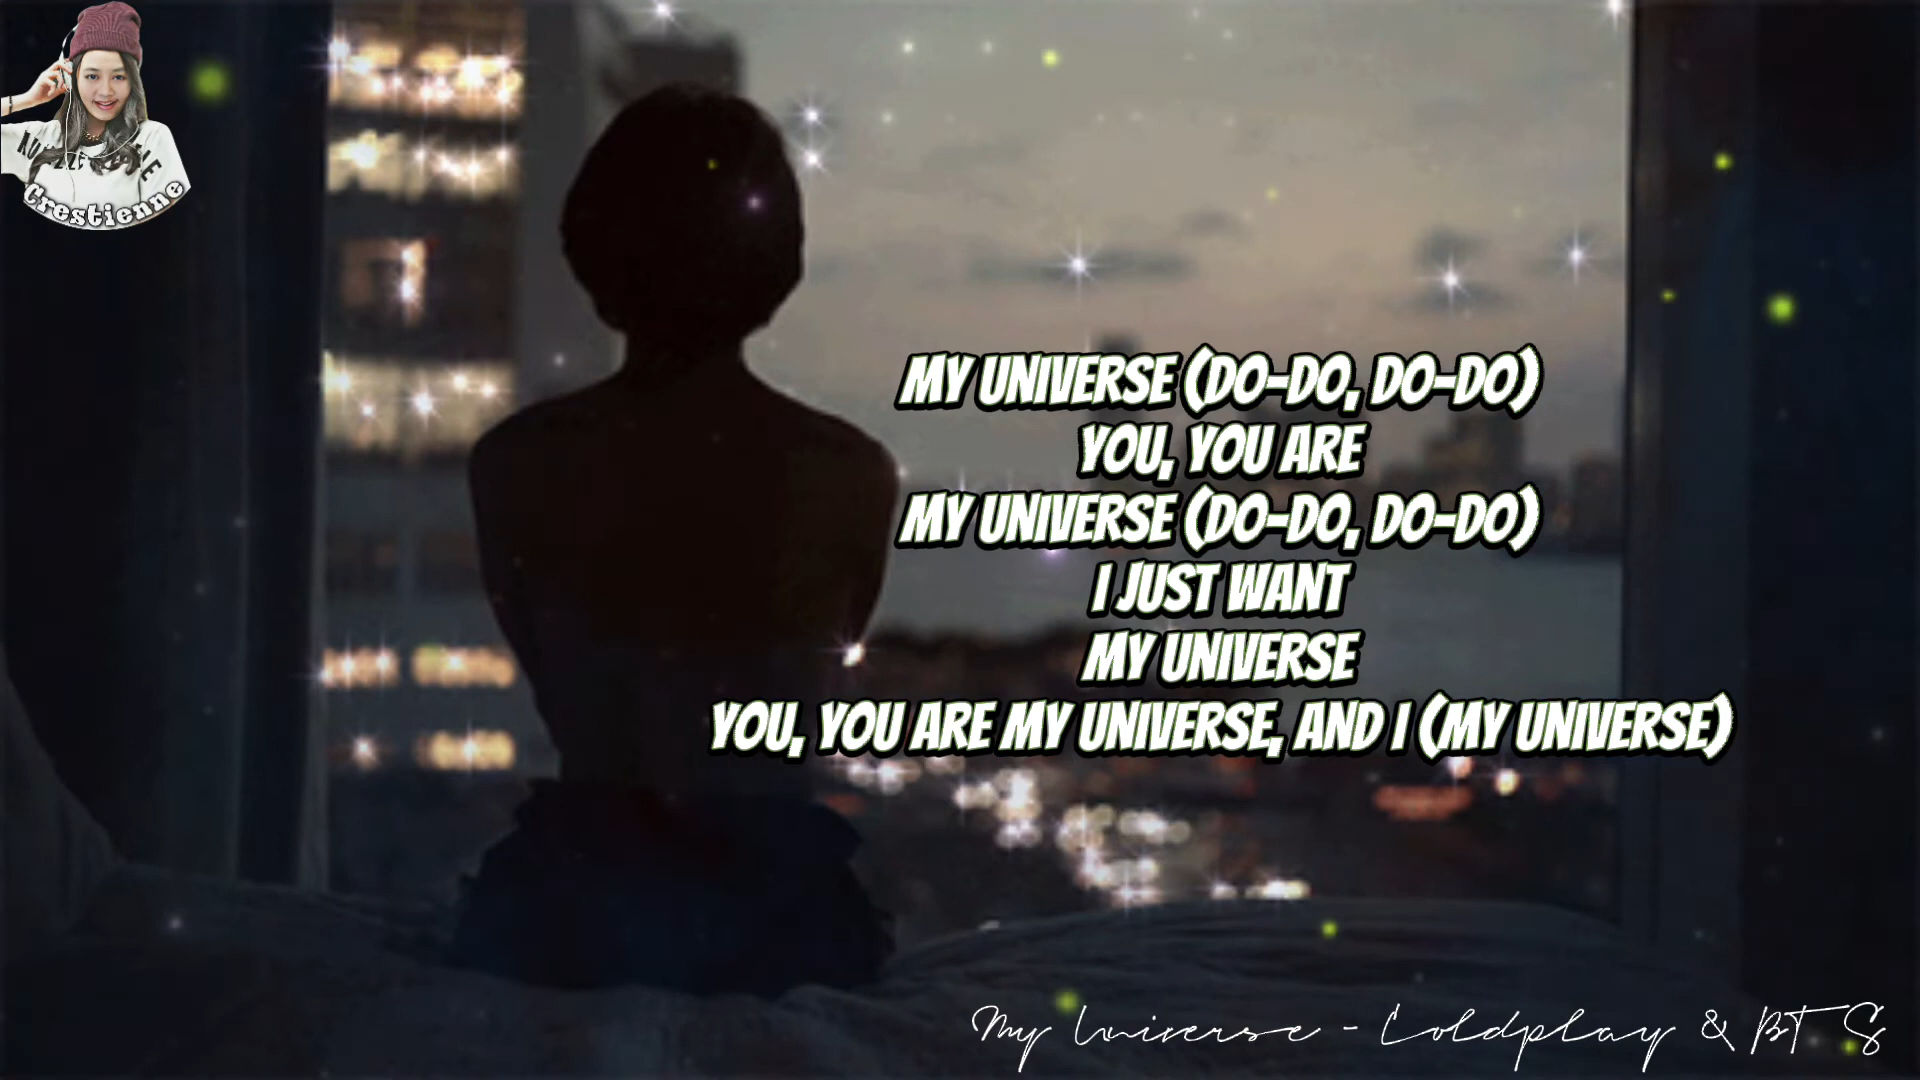 Crestienne
MY UNIVERSE (DO-DO, DO-DO)
YOU, YOU ARE
MY UNIVERSE (DO-DO, DO-DO)
I JUST WANT
MY UNIVERSE
YOU, YOU ARE MY UNIVERSE, AND I (MY UNIVERSE)
My Universe - Coldplay & BTS